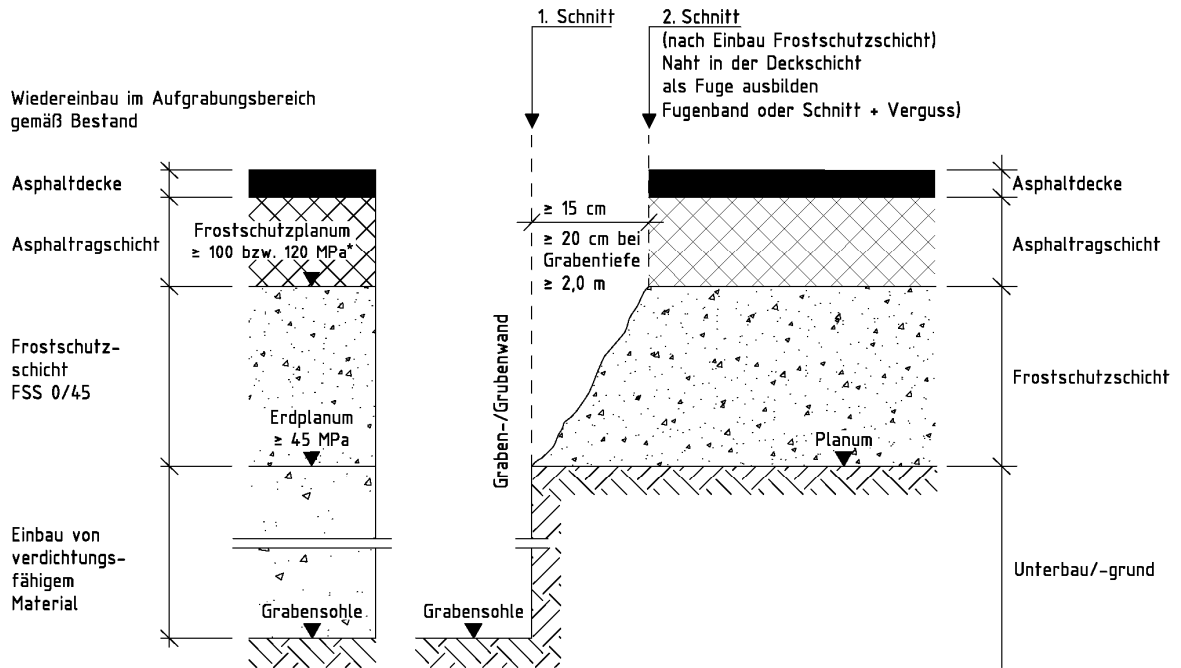 1. Schnitt
2. Schnitt
(nach Einbau Frostschutzschicht)
Naht in der Deckschicht
als Fuge ausbilden
Fugenband oder Schnitt + Verguss)
Wiedereinbau im Aufgrabungsbereich
gemäß Bestand
Asphaltdecke
Asphaltragschicht
Frostschutzplanum
≥ 100 bzw. 120 MPa*
Frostschutz-
schicht
FSS 0/45
Erdplanum
≥ 45 MPa
Einbau von
verdichtungs-
fähigem
Material
Grabensohle
Grabensohle
Graben-/Grubenwand
≥ 15 cm
≥ 20 cm bei
Grabentiefe
≥ 2,0 m
Planum
Asphaltdecke
Asphaltragschicht
Frostschutzschicht
Unterbau/-grund